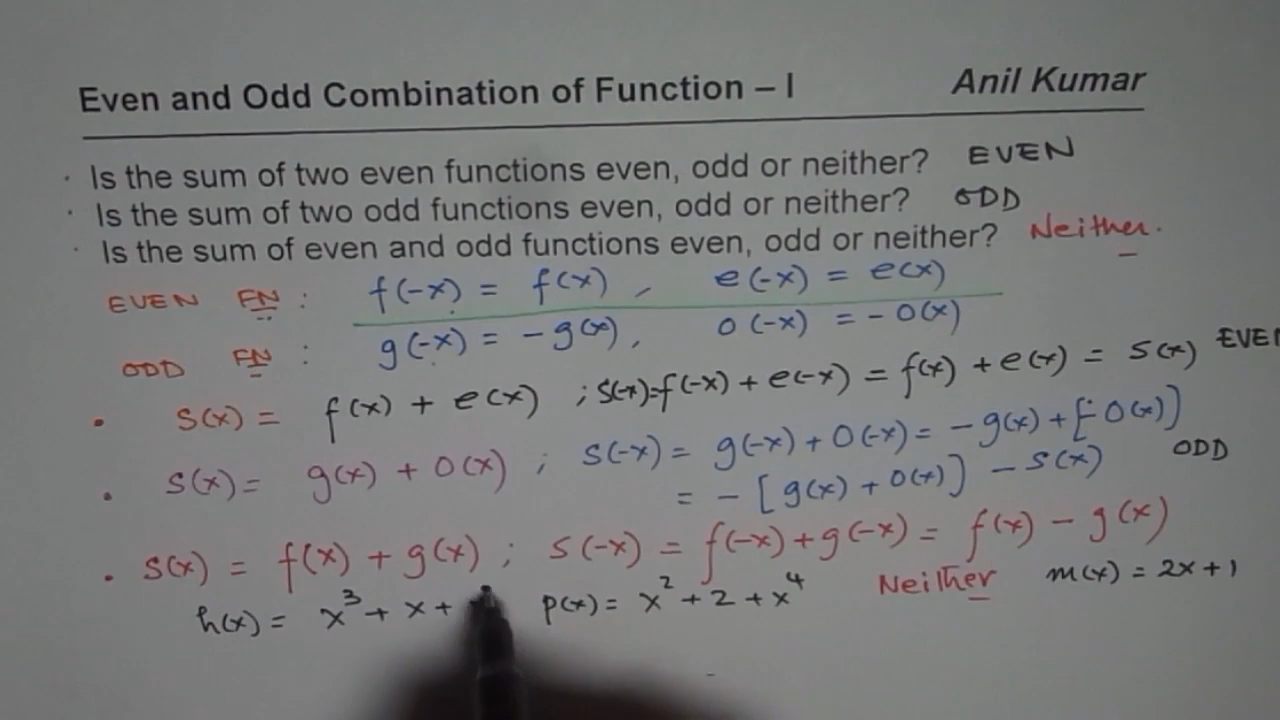 Even and Odd Combination of Function – I Anil Kumar
· Is the sum of two even functions even, odd or neither? EVEN
· Is the sum of two odd functions even, odd or neither? ODD
· Is the sum of even and odd functions even, odd or neither? Neither.
EVEN FN : f(-x) = f(x), e(-x) = e(x)
ODD FN : g(-x) = -g(x), o(-x) = -o(x)
• S(x) = f(x) + e(x) ; S(-x)=f(-x) + e(-x) = f(x) + e(x) = S(x) EVE
• S(x) = g(x) + O(x) ; S(-x) = g(-x) + O(-x) = -g(x) + [-O(x)]
= -[g(x) + O(x)] - S(x) ODD
• S(x) = f(x) + g(x) ; S(-x) = f(-x) + g(-x) = f(x) - g(x)
h(x) = x³ + x + p(x) = x² + 2 + x⁴ Neither m(x) = 2x + 1